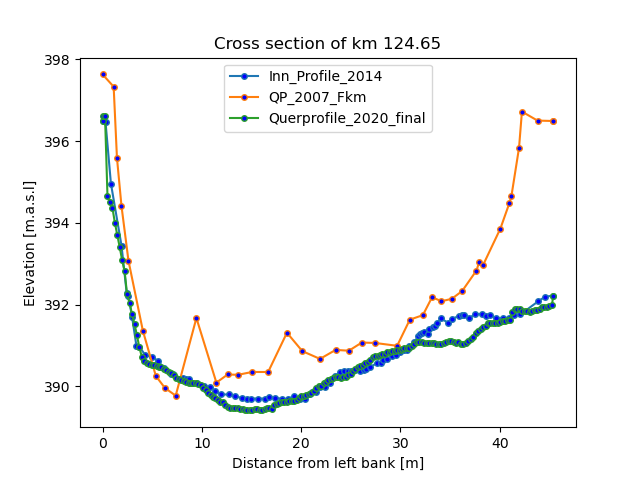 Cross section of km 124.65
Inn_Profile_2014
QP_2007_Fkm
Querprofile_2020_final
398
396
394
392
390
Elevation [m.a.s.l]
0 10 20 30 40
Distance from left bank [m]